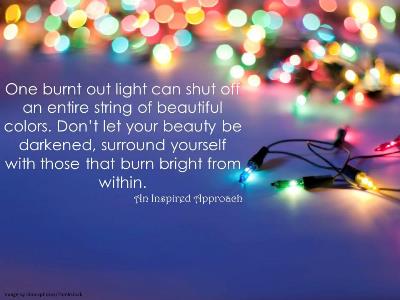 One burnt out light can shut off
an entire string of beautiful
colors. Don't let your beauty be
darkened, surround yourself
with those that burn bright from
within.
An Inspired Approach